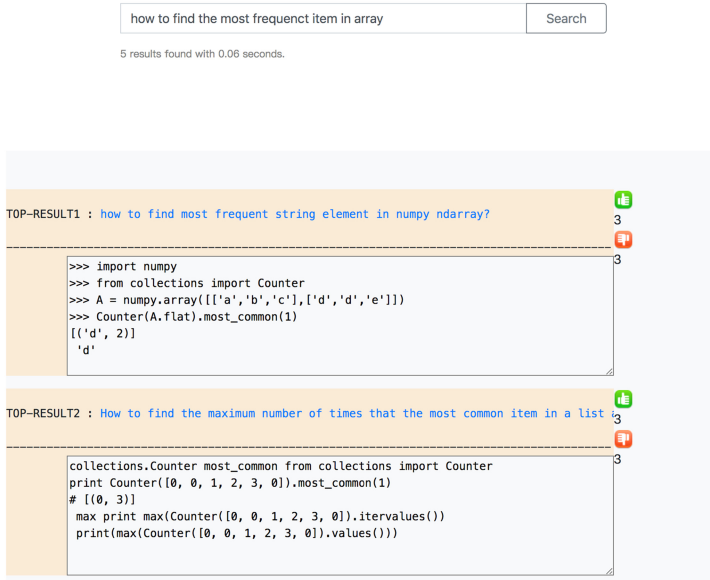 how to find the most frequenct item in array
Search
5 results found with 0.06 seconds.
TOP-RESULT1 : how to find most frequent string element in numpy ndarray?
3
3
>>> import numpy
>>> from collections import Counter
>>> A = numpy.array([['a','b','c'],['d','d','e']])
>>> Counter(A.flat).most_common(1)
[('d', 2)]
'd'
TOP-RESULT2 : How to find the maximum number of times that the most common item in a list
3
3
collections.Counter most_common from collections import Counter
print Counter([0, 0, 1, 2, 3, 0]).most_common(1)
# [(0, 3)]
max print max(Counter([0, 0, 1, 2, 3, 0]).itervalues())
print(max(Counter([0, 0, 1, 2, 3, 0]).values()))